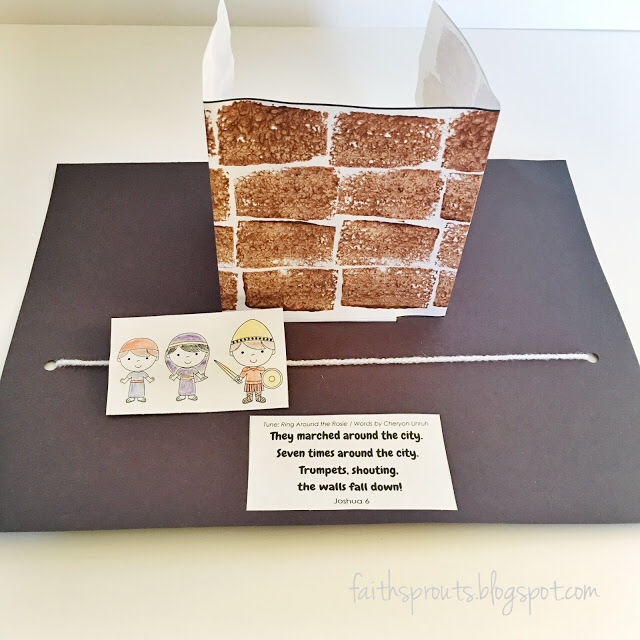 Tune: Ring Around the Rosie / Words by Cheryon Unruh
They marched around the city.
Seven times around the city.
Trumpets, shouting,
the walls fall down!
Joshua 6
faithsprouts.blogspot.com